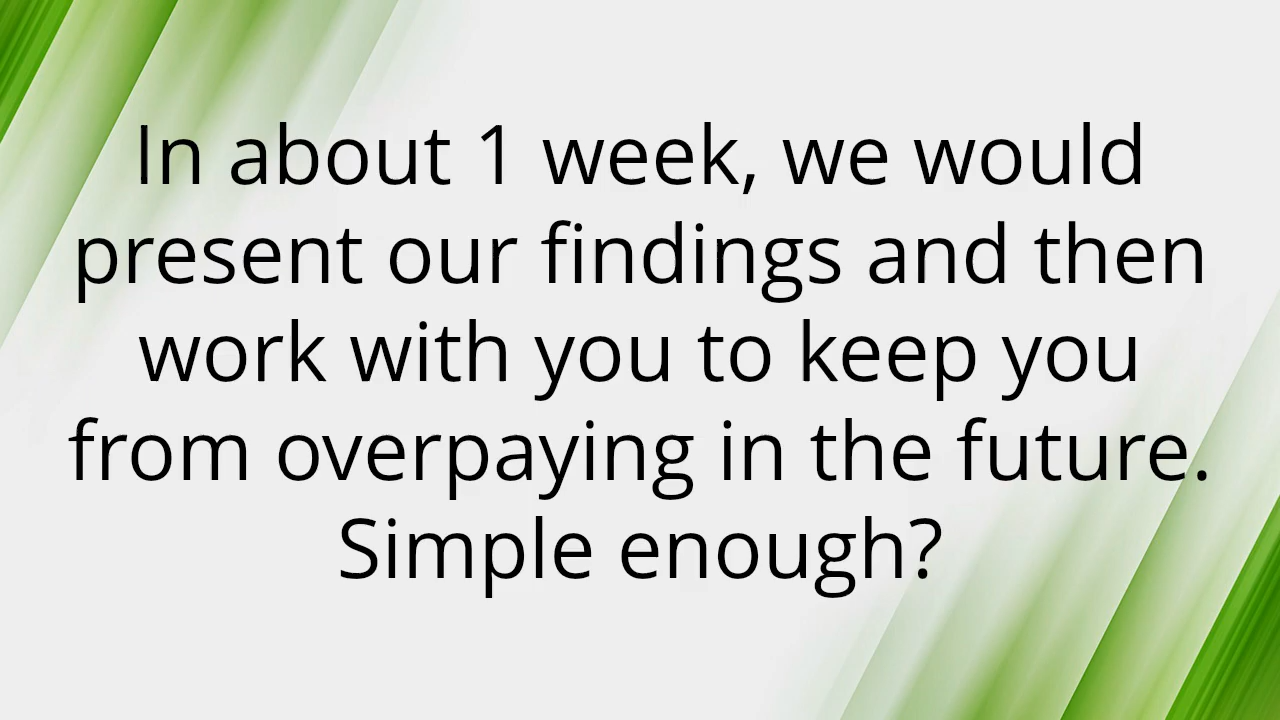 In about 1 week, we would
present our findings and then
work with you to keep you
from overpaying in the future.
Simple enough?